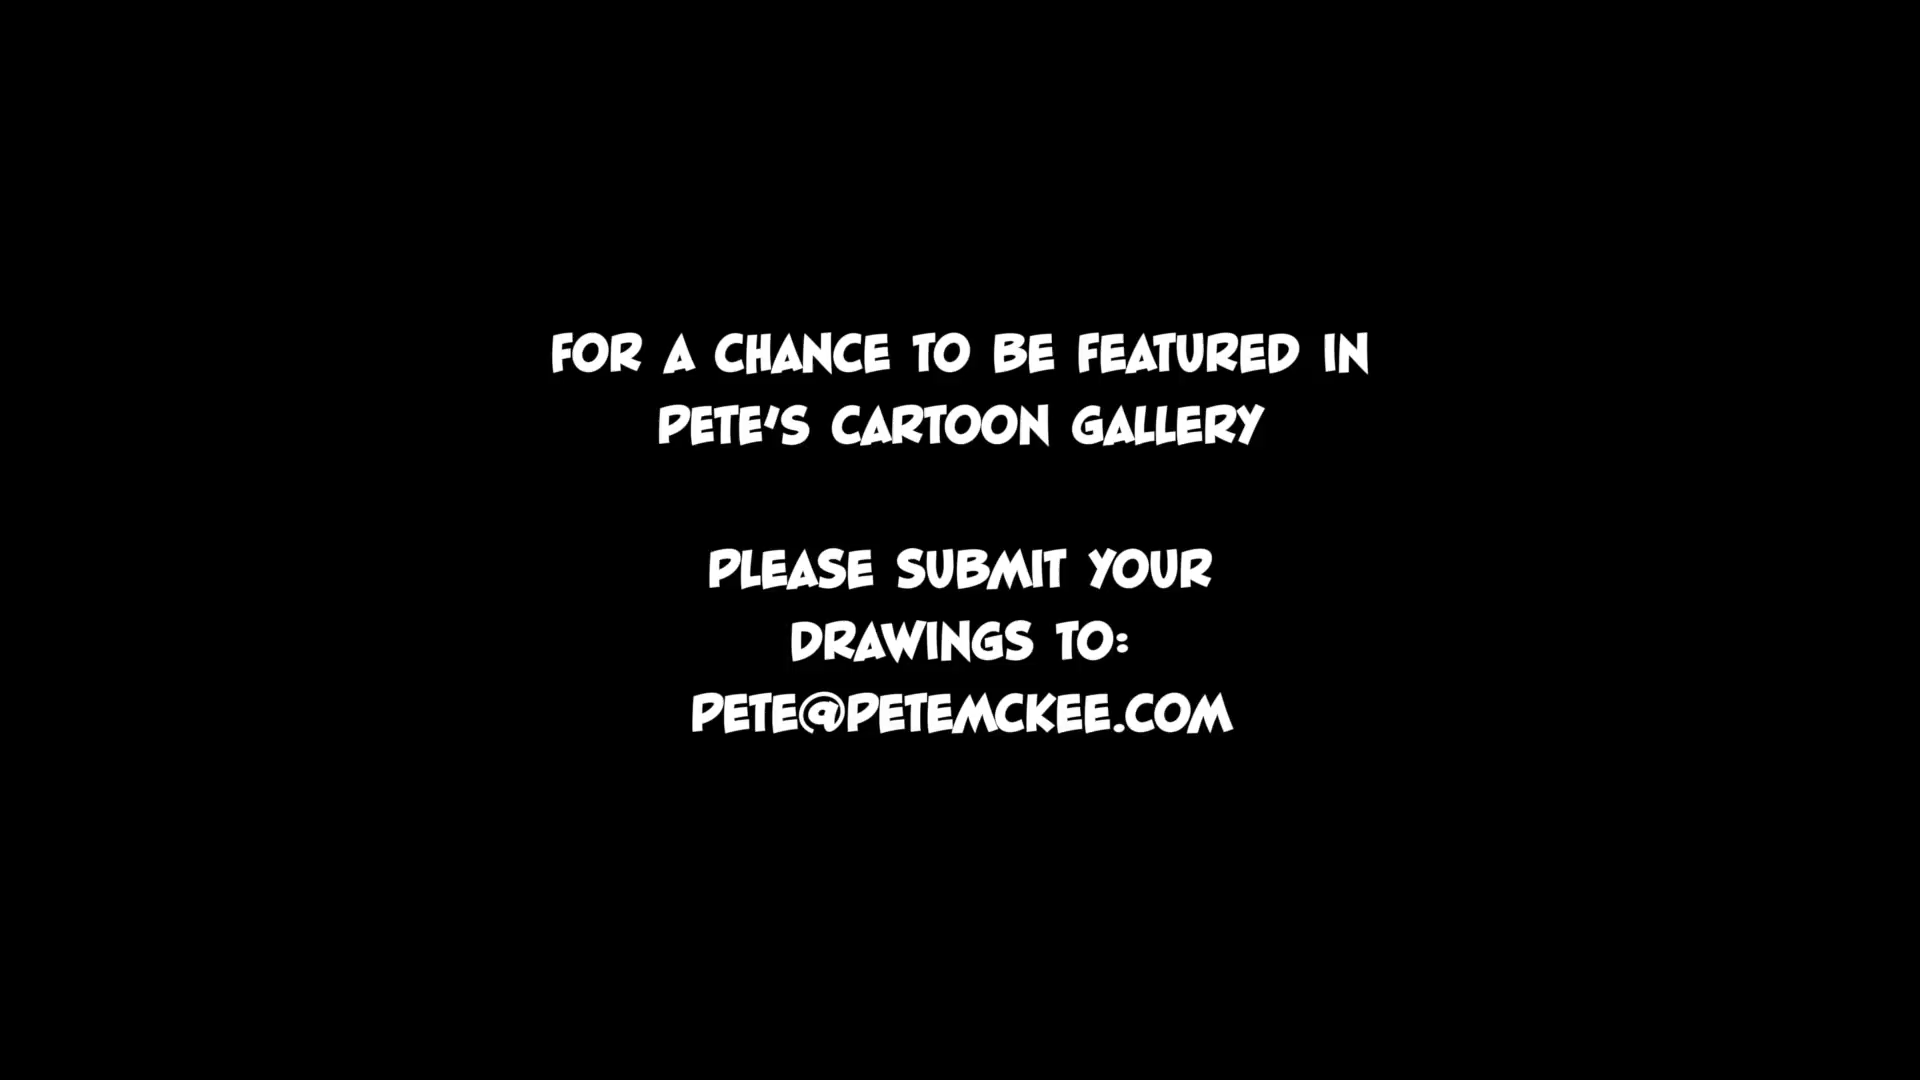 FOR A CHANCE TO BE FEATURED IN
PETE'S CARTOON GALLERY
PLEASE SUBMIT YOUR
DRAWINGS TO:
PETE@PETEMCKEE.COM